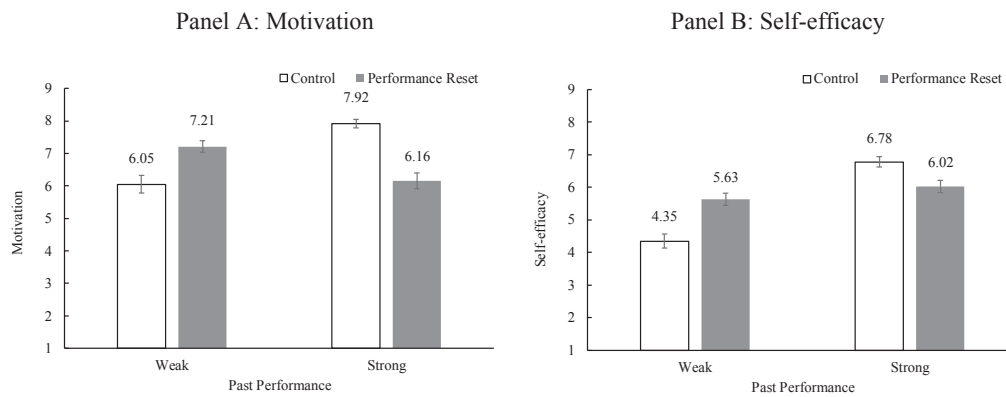 Panel A: Motivation
Control
Performance Reset
9
8
7
6
5
4
3
2
1
Motivation
6.05
7.21
7.92
6.16
Weak
Strong
Past Performance
Panel B: Self-efficacy
Control
Performance Reset
9
8
7
6
5
4
3
2
1
Self-efficacy
4.35
5.63
6.78
6.02
Weak
Strong
Past Performance